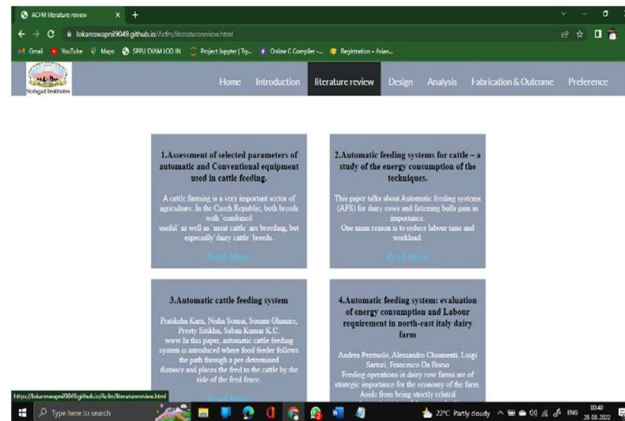 ACFM literature review
lokareswapnil9049.github.io/Acfm/literaturereview.html
Gmail YouTube Maps SPPU EXAM LOG IN Project Jupyter | Try... Online C Compiler -... Registration – Asian...
Nishgad Institutes
Home Introduction literature review Design Analysis Fabrication & Outcome Preference
1.Assessment of selected parameters of
automatic and Conventional equipment
used in cattle feeding.
A cattle farming is a very important sector of
agriculture. In the Czech Republic, both breeds
with `combined
useful` as well as `meat cattle` are breeding, but
especially `dairy cattle` breeds.
Read More
2.Automatic feeding systems for cattle – a
study of the energy consumption of the
techniques.
This paper talks about Automatic feeding systems
(AFS) for dairy cows and fattening bulls gain in
importance.
One main reason is to reduce labour time and
workload.
Read More
3.Automatic cattle feeding system
Pratiksha Karn, Nisha Somai, Sonam Ghimire,
Preety Sitikhu, Saban Kumar K.C.
www In this paper, automatic cattle feeding
system is introduced where food feeder follows
the path through a pre determined
distance and places the feed to the cattle by the
side of the feed fence.
Read More
4.Automatic feeding system: evaluation
of energy consumption and Labour
requirement in north-east italy dairy
farm
Andrea Pezzuolo, Alessandro Chiumenti, Luigi
Sartori, Francesco Da Borso
Feeding operations in dairy cow farms are of
strategic importance for the economy of the farm.
Aside from being strictly related
https://lokareswapnil9049.github.io/Acfm/literaturereview.html
Type here to search
22°C Partly cloudy
ENG
00:40
28-08-2022